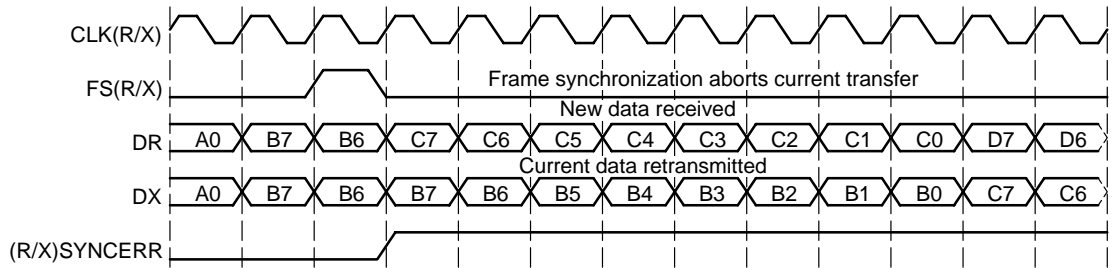 CLK(R/X)
FS(R/X) Frame synchronization aborts current transfer
New data received
DR A0 B7 B6 C7 C6 C5 C4 C3 C2 C1 C0 D7 D6
Current data retransmitted
DX A0 B7 B6 B7 B6 B5 B4 B3 B2 B1 B0 C7 C6
(R/X)SYNCERR